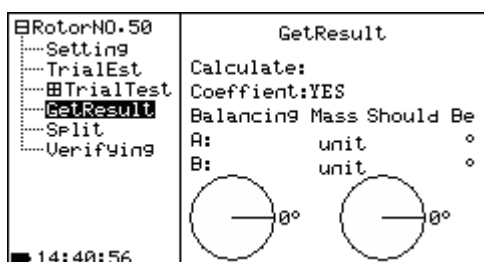 ⊟RotorNO.50
Setting
TrialEst
⊞TrialTest
GetResult
Split
Verifying
14:40:56
GetResult
Calculate:
Coeffient:YES
Balancing Mass Should Be
A: unit °
B: unit °
0° 0°